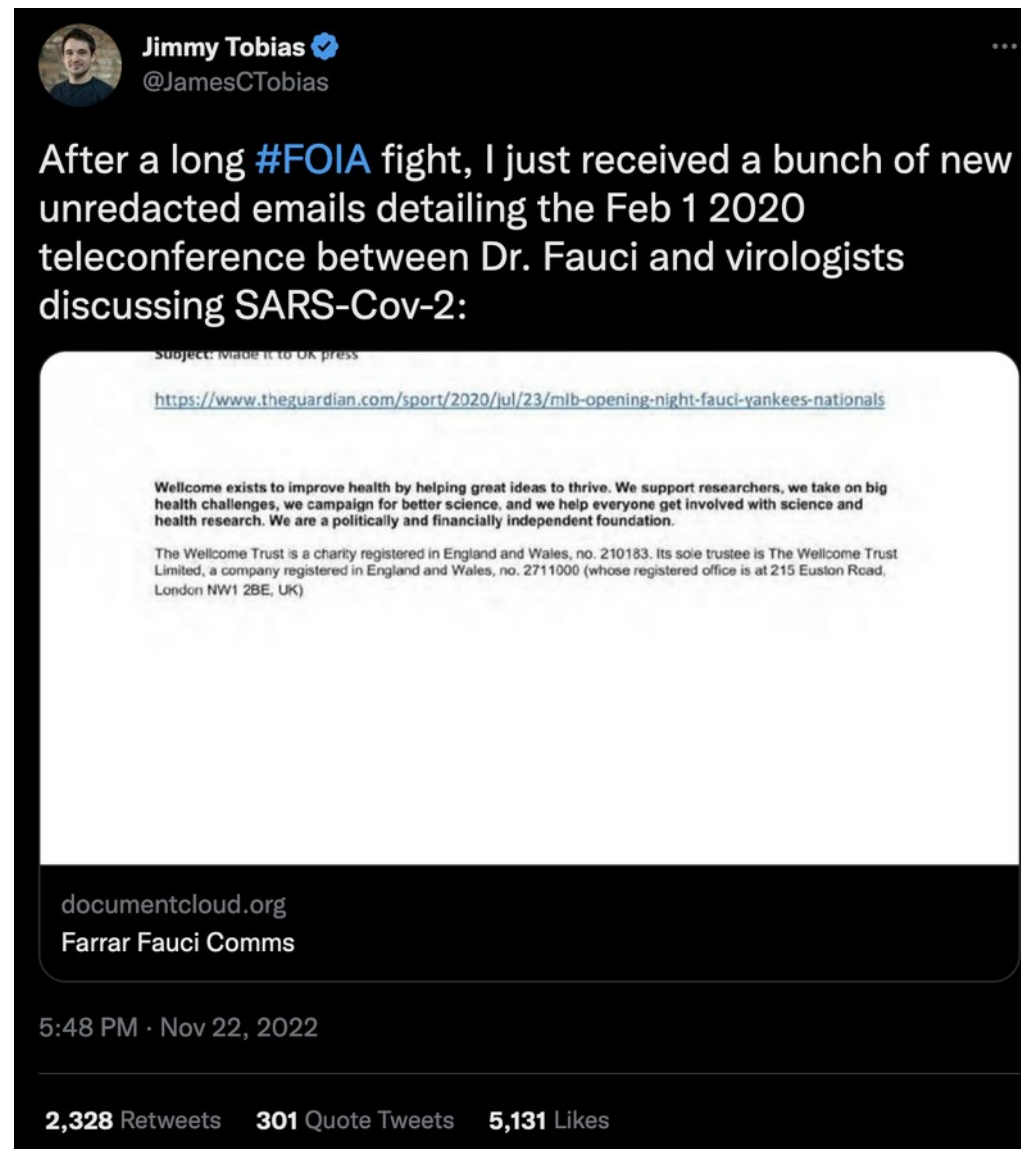 Jimmy Tobias
@JamesCTobias
After a long #FOIA fight, I just received a bunch of new
unredacted emails detailing the Feb 1 2020
teleconference between Dr. Fauci and virologists
discussing SARS-Cov-2:
Subject: Made it to UK press
https://www.theguardian.com/sport/2020/jul/23/mlb-opening-night-fauci-yankees-nationals
Wellcome exists to improve health by helping great ideas to thrive. We support researchers, we take on big
health challenges, we campaign for better science, and we help everyone get involved with science and
health research. We are a politically and financially independent foundation.
The Wellcome Trust is a charity registered in England and Wales, no. 210183. Its sole trustee is The Wellcome Trust
Limited, a company registered in England and Wales, no. 2711000 (whose registered office is at 215 Euston Road,
London NW1 2BE, UK)
documentcloud.org
Farrar Fauci Comms
5:48 PM · Nov 22, 2022
2,328 Retweets 301 Quote Tweets 5,131 Likes